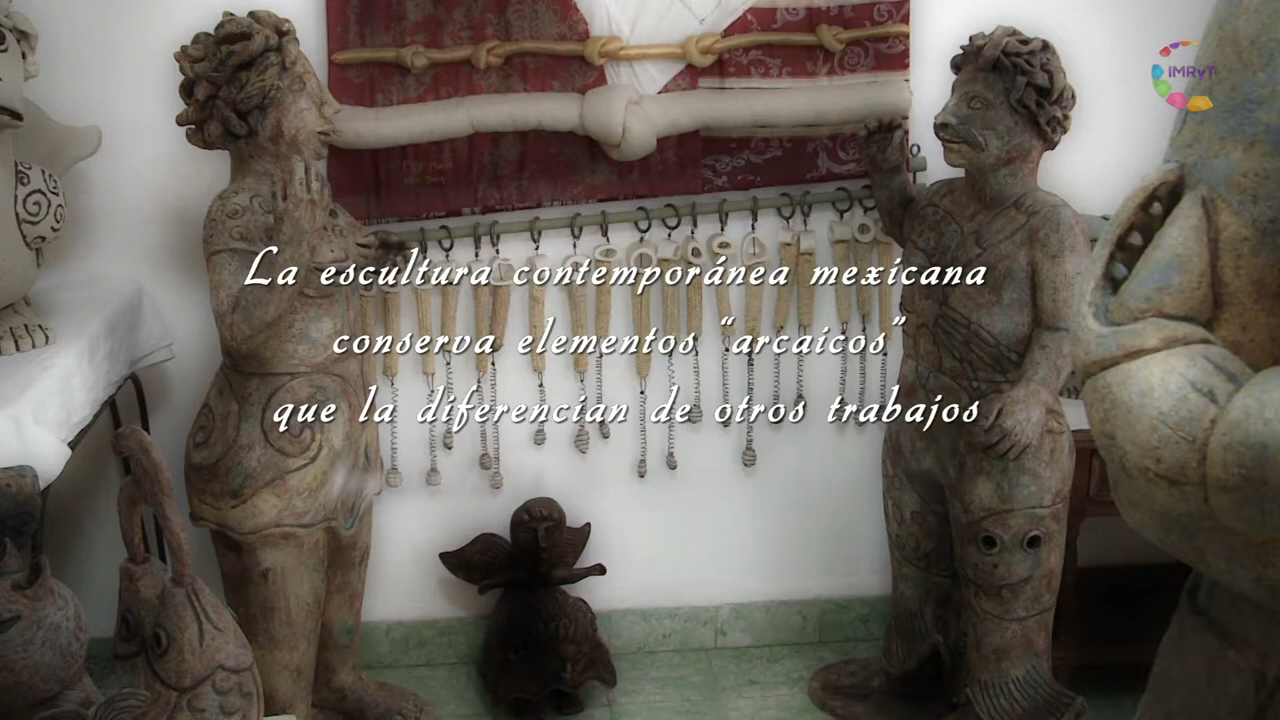 IMRyT
La escultura contemporánea mexicana
conserva elementos "arcaicos"
que la diferencian de otros trabajos